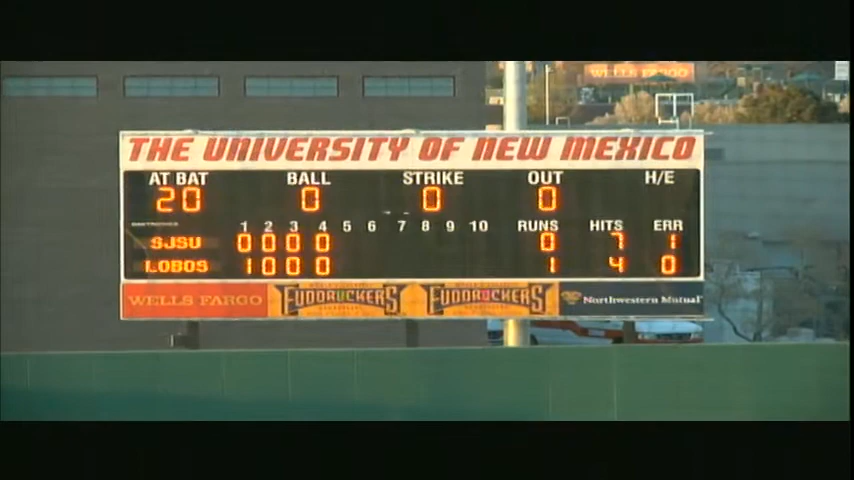 WELLS FARGO
THE UNIVERSITY OF NEW MEXICO
AT BAT BALL STRIKE OUT H/E
20 0 0 0
1 2 3 4 5 6 7 8 9 10 RUNS HITS ERR
SJSU 0 0 0 0 0 7 1
LOBOS 1 0 0 0 1 4 0
WELLS FARGO FUDDRUCKERS FUDDRUCKERS Northwestern Mutual